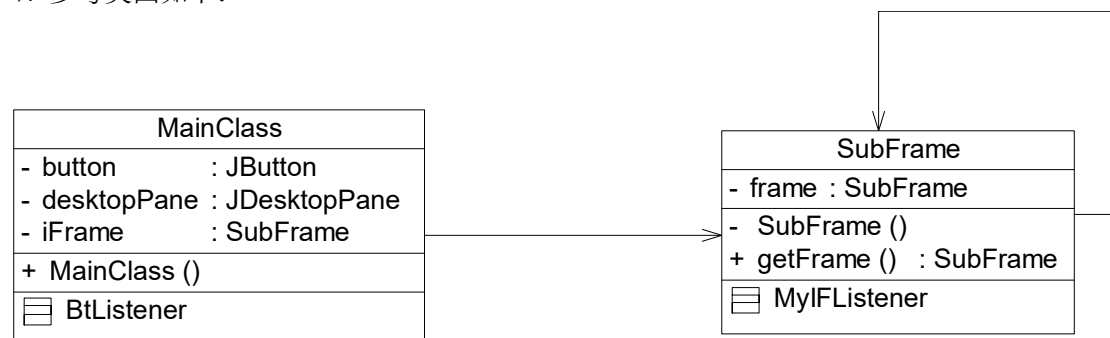 MainClass
- button : JButton
- desktopPane : JDesktopPane
- iFrame : SubFrame
+ MainClass ()
BtListener
SubFrame
- frame : SubFrame
- SubFrame ()
+ getFrame () : SubFrame
MyIFListener